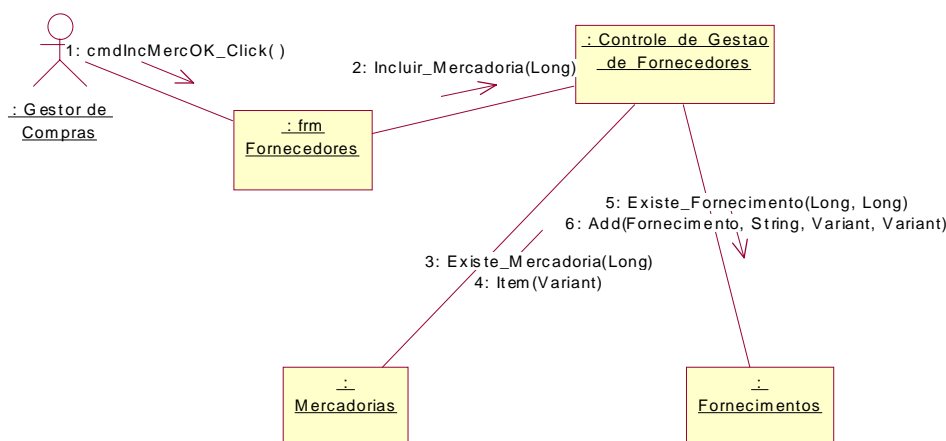 1: cmdIncMercOK_Click( )
: Gestor de
Compras
: frm
Fornecedores
2: Incluir_Mercadoria(Long)
: Controle de Gestao
de Fornecedores
3: Existe_Mercadoria(Long)
4: Item(Variant)
5: Existe_Fornecimento(Long, Long)
6: Add(Fornecimento, String, Variant, Variant)
:
Mercadorias
:
Fornecimentos